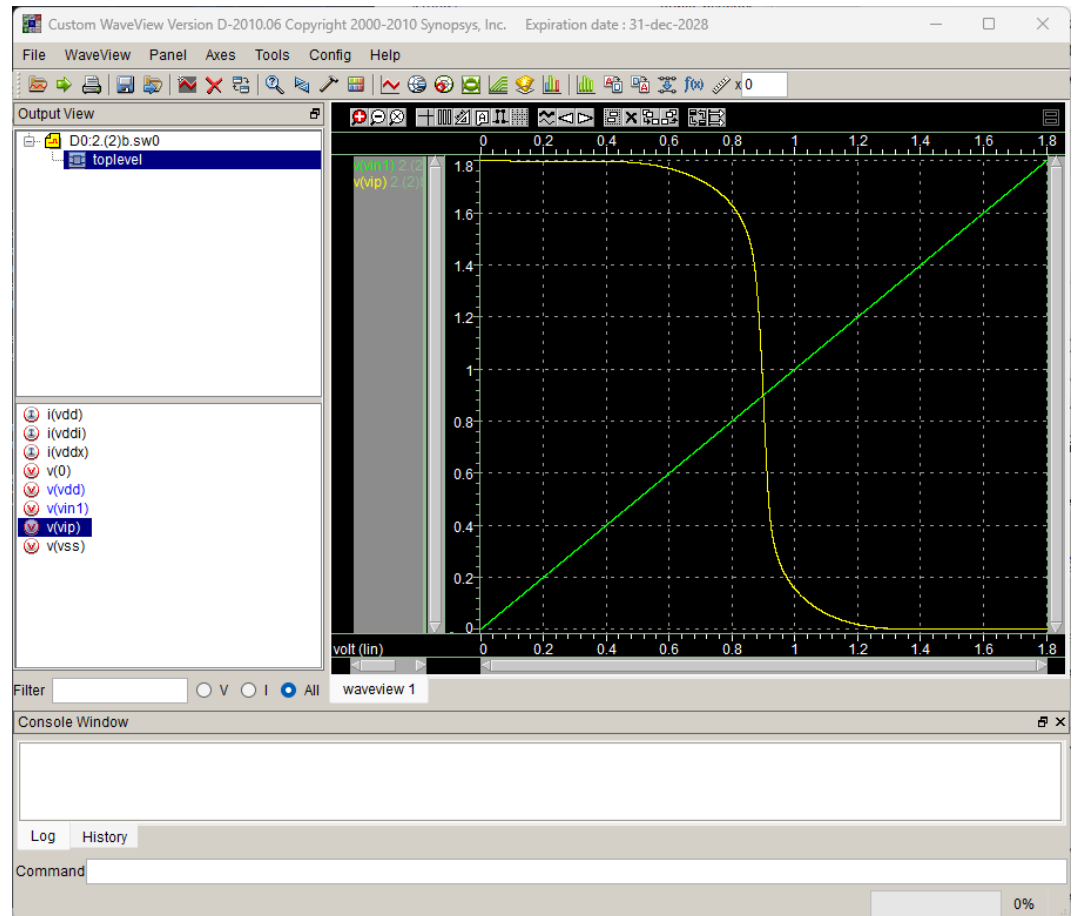 Custom WaveView Version D-2010.06 Copyright 2000-2010 Synopsys, Inc. Expiration date : 31-dec-2028
File WaveView Panel Axes Tools Config Help
f(x) x 0
Output View
D0:2.(2)b.sw0
toplevel
0 0.2 0.4 0.6 0.8 1 1.2 1.4 1.6 1.8
v(vin1) 2.(2
v(vip) 2.(2)
1.8
1.6
1.4
1.2
1
0.8
0.6
0.4
0.2
0
i(vdd)
i(vddi)
i(vddx)
v(0)
v(vdd)
v(vin1)
v(vip)
v(vss)
volt (lin) 0 0.2 0.4 0.6 0.8 1 1.2 1.4 1.6 1.8
Filter V I All waveview 1
Console Window
Log History
Command
0%